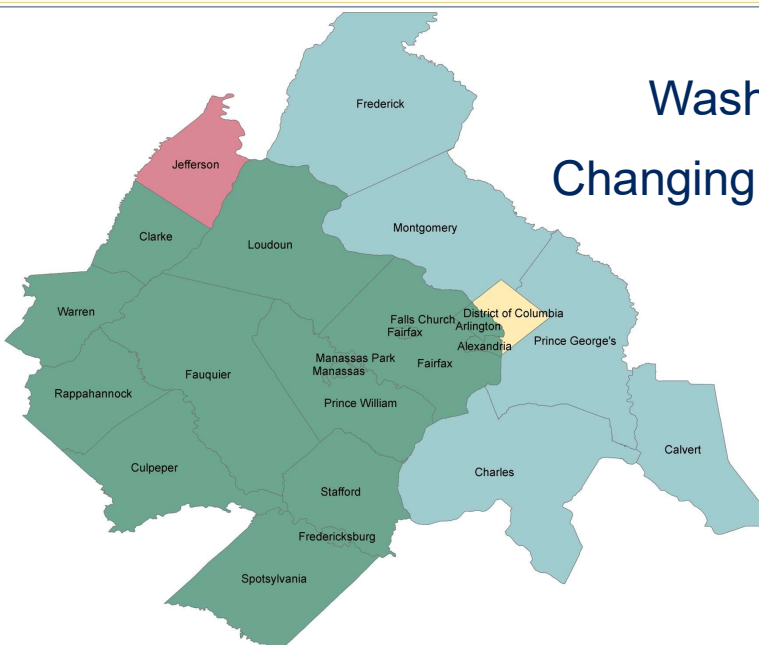 Wash
Changing
Frederick
Jefferson
Montgomery
Clarke
Loudoun
Warren
Falls Church
District of Columbia
Fairfax
Arlington
Prince George's
Alexandria
Manassas Park
Manassas
Fairfax
Fauquier
Rappahannock
Prince William
Calvert
Culpeper
Charles
Stafford
Fredericksburg
Spotsylvania